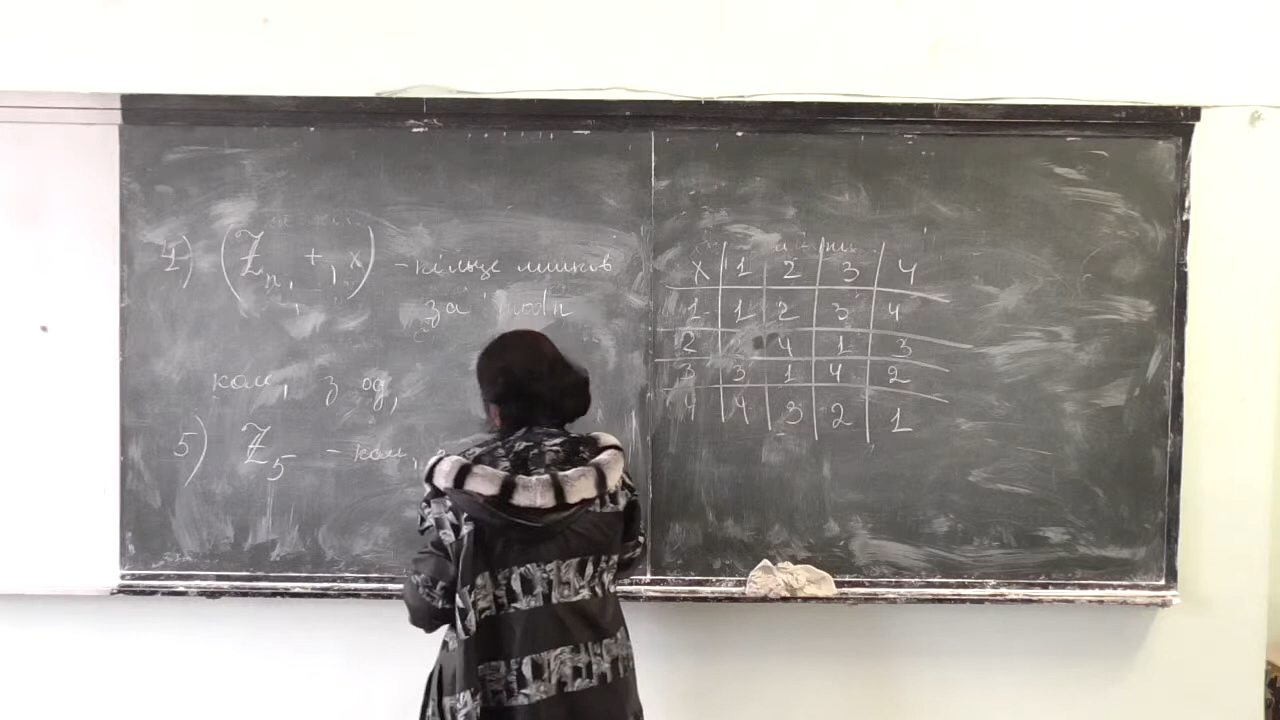 4) (ℤₙ, +, ×) - кільце лишків
за mod n
ком, з од,
5) ℤ₅ - ком,
× 1 2 3 4
1 1 2 3 4
2 4 1 3
3 3 1 4 2
4 4 3 2 1